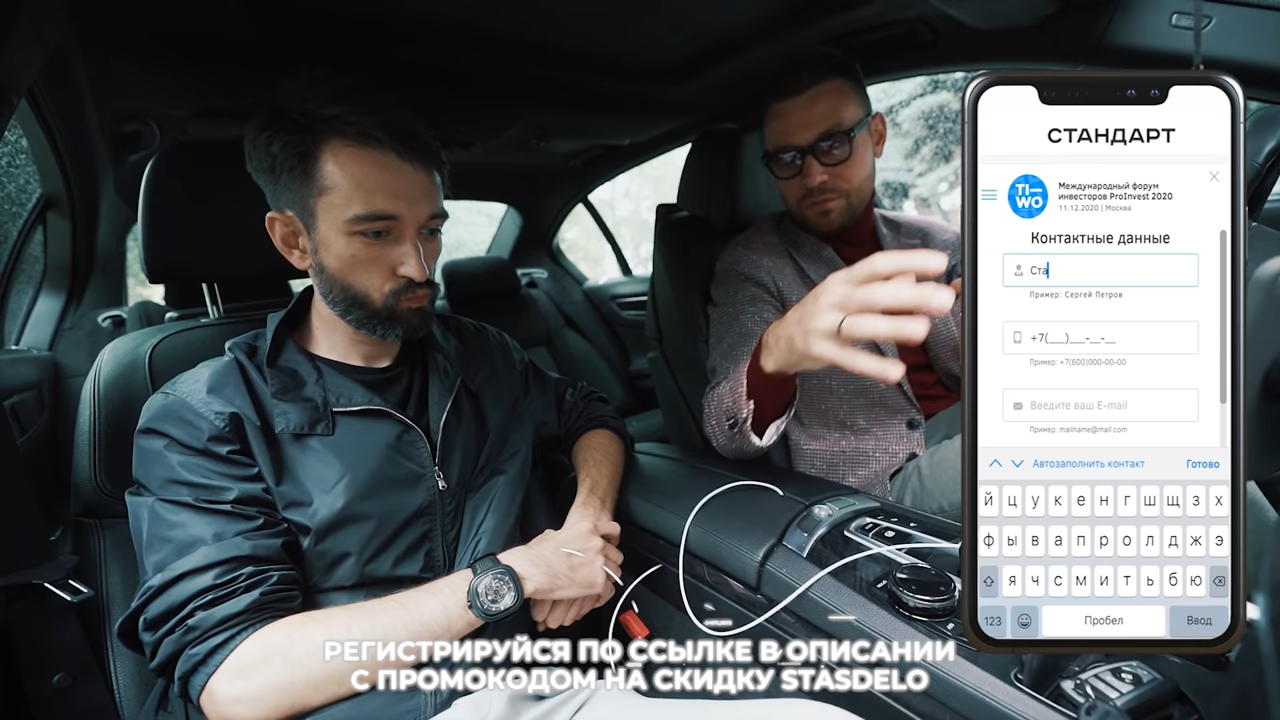 СТАНДАРТ
TI—
WO
Международный форум
инвесторов ProInvest 2020
11.12.2020 | Москва
Контактные данные
Ста
Пример: Сергей Петров
+7(___)___-__-__
Пример: +7(600)000-00-00
Введите ваш E-mail
Пример: mailname@mail.com
Автозаполнить контакт Готово
й ц у к е н г ш щ з х
ф ы в а п р о л д ж э
я ч с м и т ь б ю
123 Пробел Ввод
РЕГИСТРИРУЙСЯ ПО ССЫЛКЕ В ОПИСАНИИ
С ПРОМОКОДОМ НА СКИДКУ STASDELO